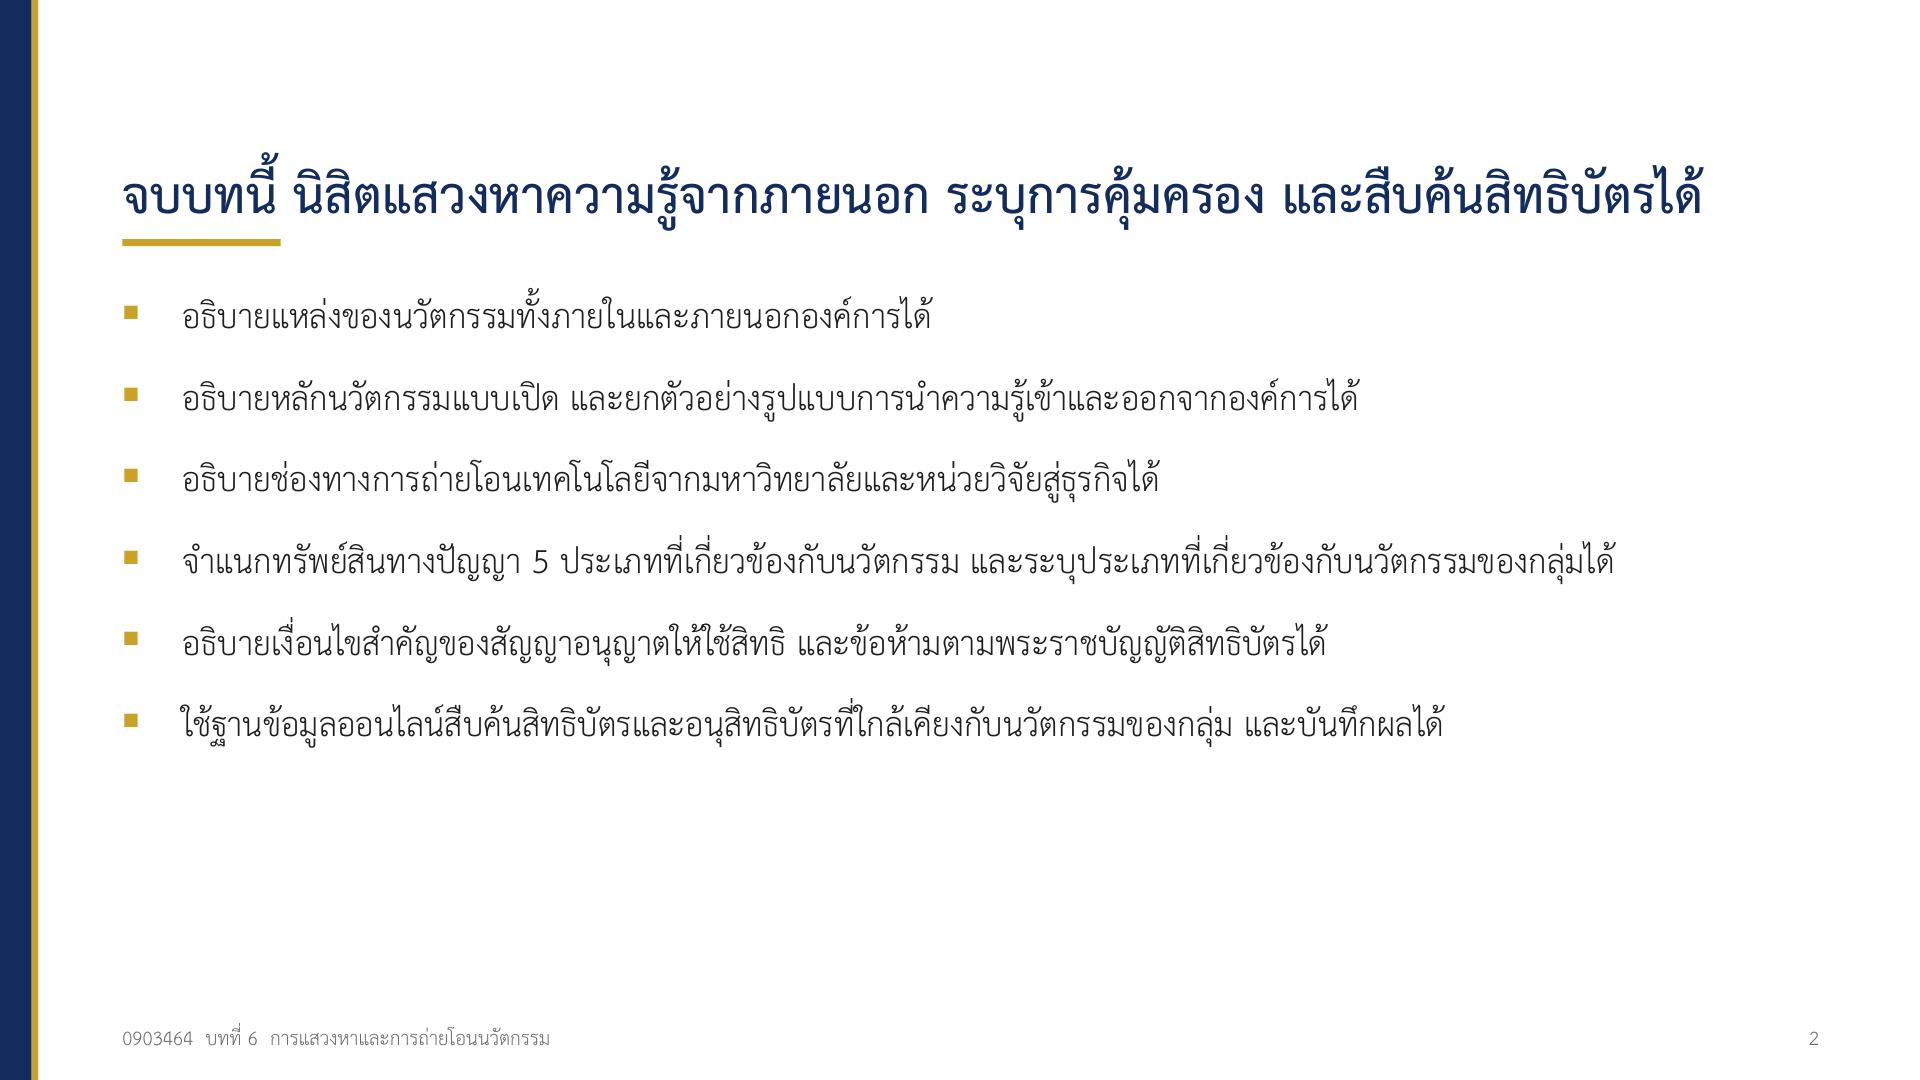 จบบทนี้ นิสิตแสวงหาความรู้จากภายนอก ระบุการคุ้มครอง และสืบค้นสิทธิบัตรได้
▪ อธิบายแหล่งของนวัตกรรมทั้งภายในและภายนอกองค์การได้
▪ อธิบายหลักนวัตกรรมแบบเปิด และยกตัวอย่างรูปแบบการนำความรู้เข้าและออกจากองค์การได้
▪ อธิบายช่องทางการถ่ายโอนเทคโนโลยีจากมหาวิทยาลัยและหน่วยวิจัยสู่ธุรกิจได้
▪ จำแนกทรัพย์สินทางปัญญา 5 ประเภทที่เกี่ยวข้องกับนวัตกรรม และระบุประเภทที่เกี่ยวข้องกับนวัตกรรมของกลุ่มได้
▪ อธิบายเงื่อนไขสำคัญของสัญญาอนุญาตให้ใช้สิทธิ และข้อห้ามตามพระราชบัญญัติสิทธิบัตรได้
▪ ใช้ฐานข้อมูลออนไลน์สืบค้นสิทธิบัตรและอนุสิทธิบัตรที่ใกล้เคียงกับนวัตกรรมของกลุ่ม และบันทึกผลได้
0903464 บทที่ 6 การแสวงหาและการถ่ายโอนนวัตกรรม
2